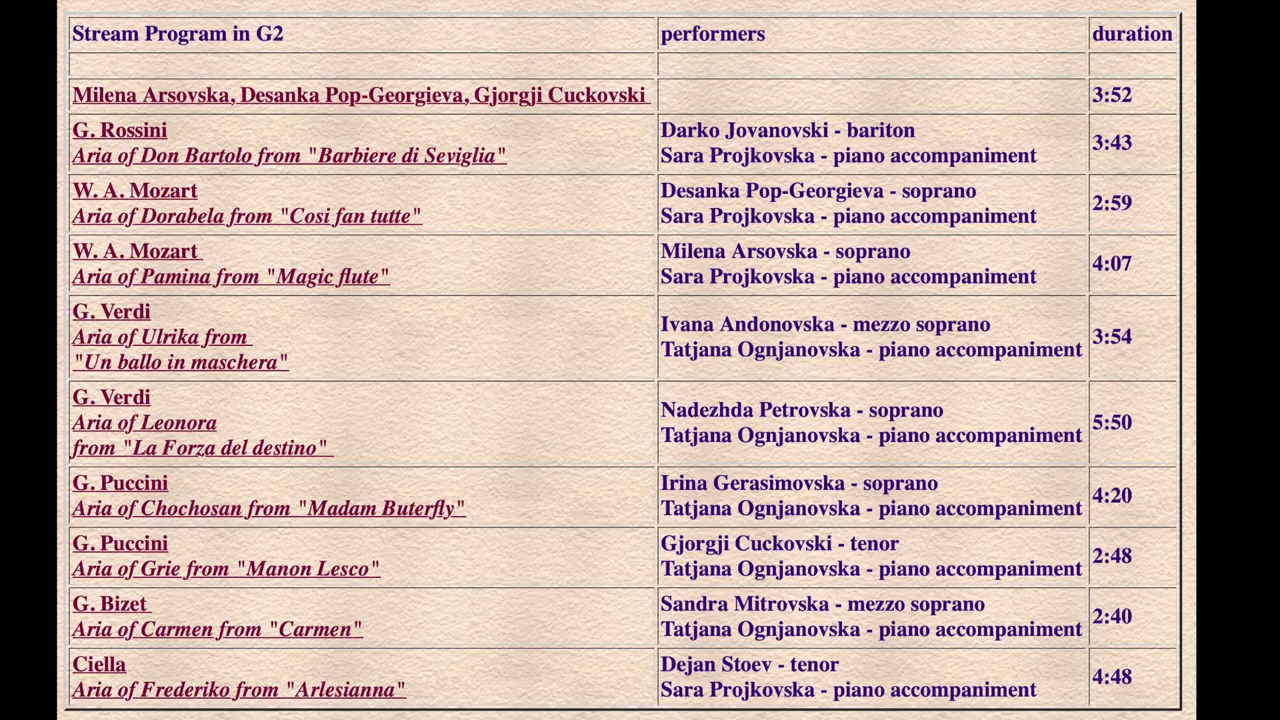 Stream Program in G2
performers
duration
Milena Arsovska, Desanka Pop-Georgieva, Gjorgji Cuckovski
3:52
G. Rossini
Aria of Don Bartolo from "Barbiere di Seviglia"
Darko Jovanovski - bariton
Sara Projkovska - piano accompaniment
3:43
W. A. Mozart
Aria of Dorabela from "Cosi fan tutte"
Desanka Pop-Georgieva - soprano
Sara Projkovska - piano accompaniment
2:59
W. A. Mozart
Aria of Pamina from "Magic flute"
Milena Arsovska - soprano
Sara Projkovska - piano accompaniment
4:07
G. Verdi
Aria of Ulrika from
"Un ballo in maschera"
Ivana Andonovska - mezzo soprano
Tatjana Ognjanovska - piano accompaniment
3:54
G. Verdi
Aria of Leonora
from "La Forza del destino"
Nadezhda Petrovska - soprano
Tatjana Ognjanovska - piano accompaniment
5:50
G. Puccini
Aria of Chochosan from "Madam Buterfly"
Irina Gerasimovska - soprano
Tatjana Ognjanovska - piano accompaniment
4:20
G. Puccini
Aria of Grie from "Manon Lesco"
Gjorgji Cuckovski - tenor
Tatjana Ognjanovska - piano accompaniment
2:48
G. Bizet
Aria of Carmen from "Carmen"
Sandra Mitrovska - mezzo soprano
Tatjana Ognjanovska - piano accompaniment
2:40
Ciella
Aria of Frederiko from "Arlesianna"
Dejan Stoev - tenor
Sara Projkovska - piano accompaniment
4:48